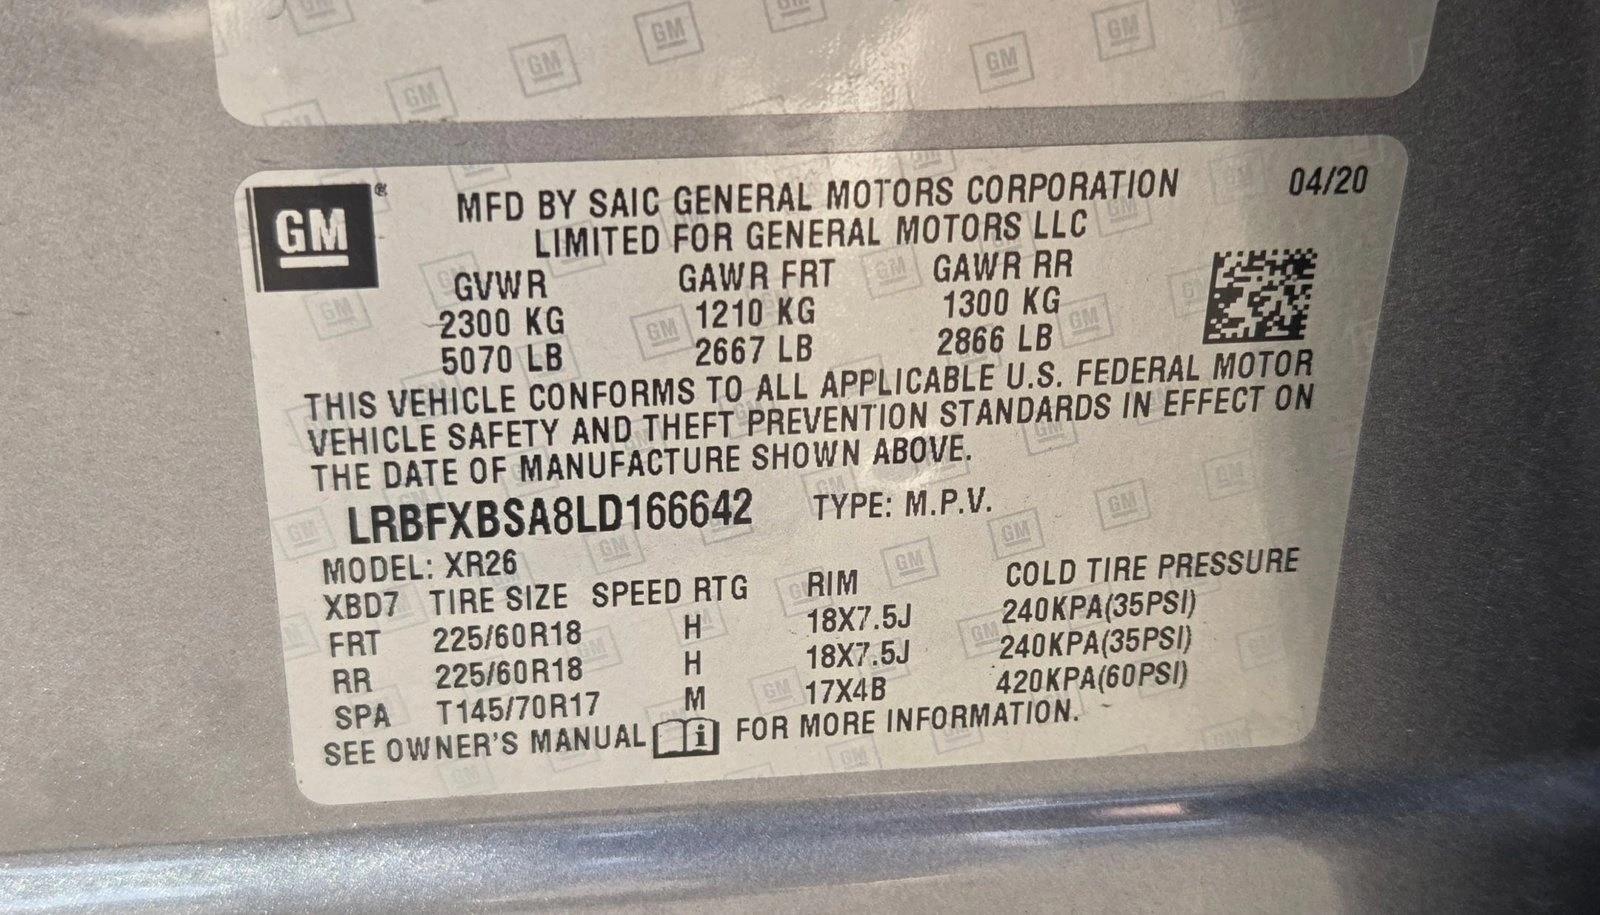 GM
MFD BY SAIC GENERAL MOTORS CORPORATION
LIMITED FOR GENERAL MOTORS LLC
04/20
GVWR GAWR FRT GAWR RR
2300 KG 1210 KG 1300 KG
5070 LB 2667 LB 2866 LB
THIS VEHICLE CONFORMS TO ALL APPLICABLE U.S. FEDERAL MOTOR
VEHICLE SAFETY AND THEFT PREVENTION STANDARDS IN EFFECT ON
THE DATE OF MANUFACTURE SHOWN ABOVE.
LRBFXBSA8LD166642 TYPE: M.P.V.
MODEL: XR26
XBD7 TIRE SIZE SPEED RTG RIM COLD TIRE PRESSURE
FRT 225/60R18 H 18X7.5J 240KPA(35PSI)
RR 225/60R18 H 18X7.5J 240KPA(35PSI)
SPA T145/70R17 M 17X4B 420KPA(60PSI)
SEE OWNER'S MANUAL i FOR MORE INFORMATION.